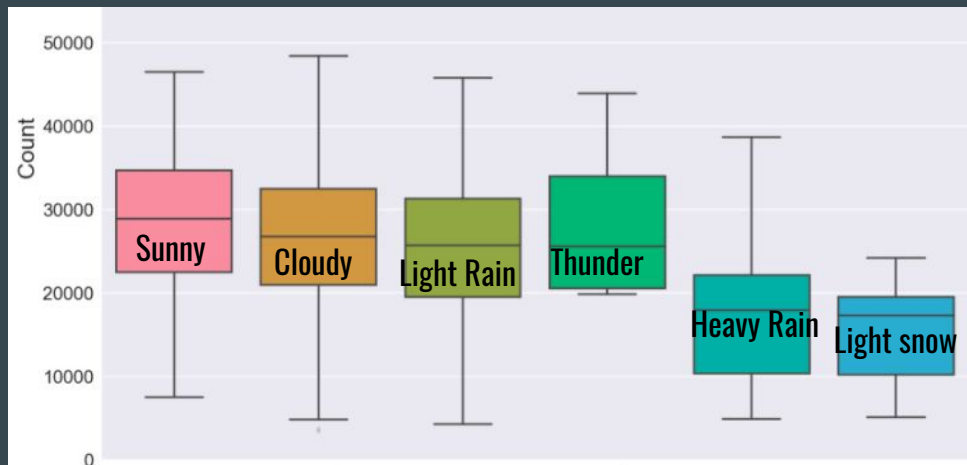 50000
40000
30000
20000
10000
0
Count
Sunny
Cloudy
Light Rain
Thunder
Heavy Rain
Light snow